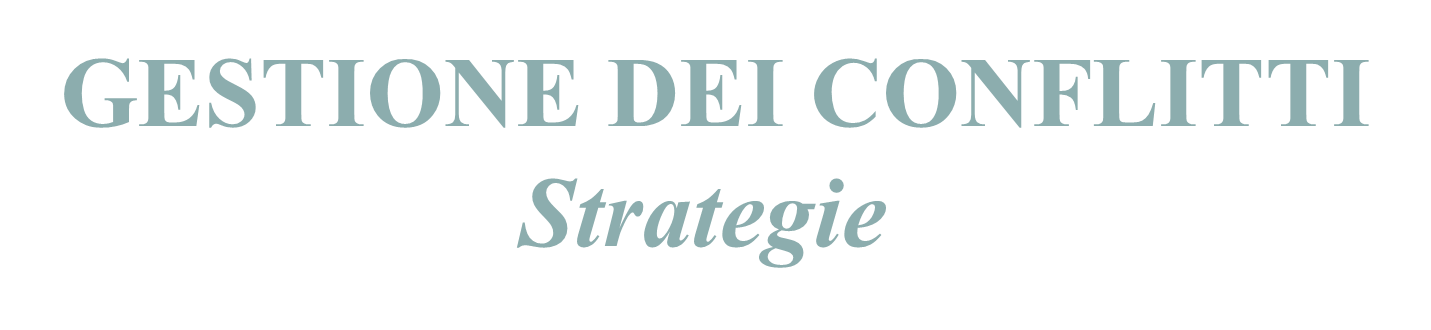 GESTIONE DEI CONFLITTI
Strategie